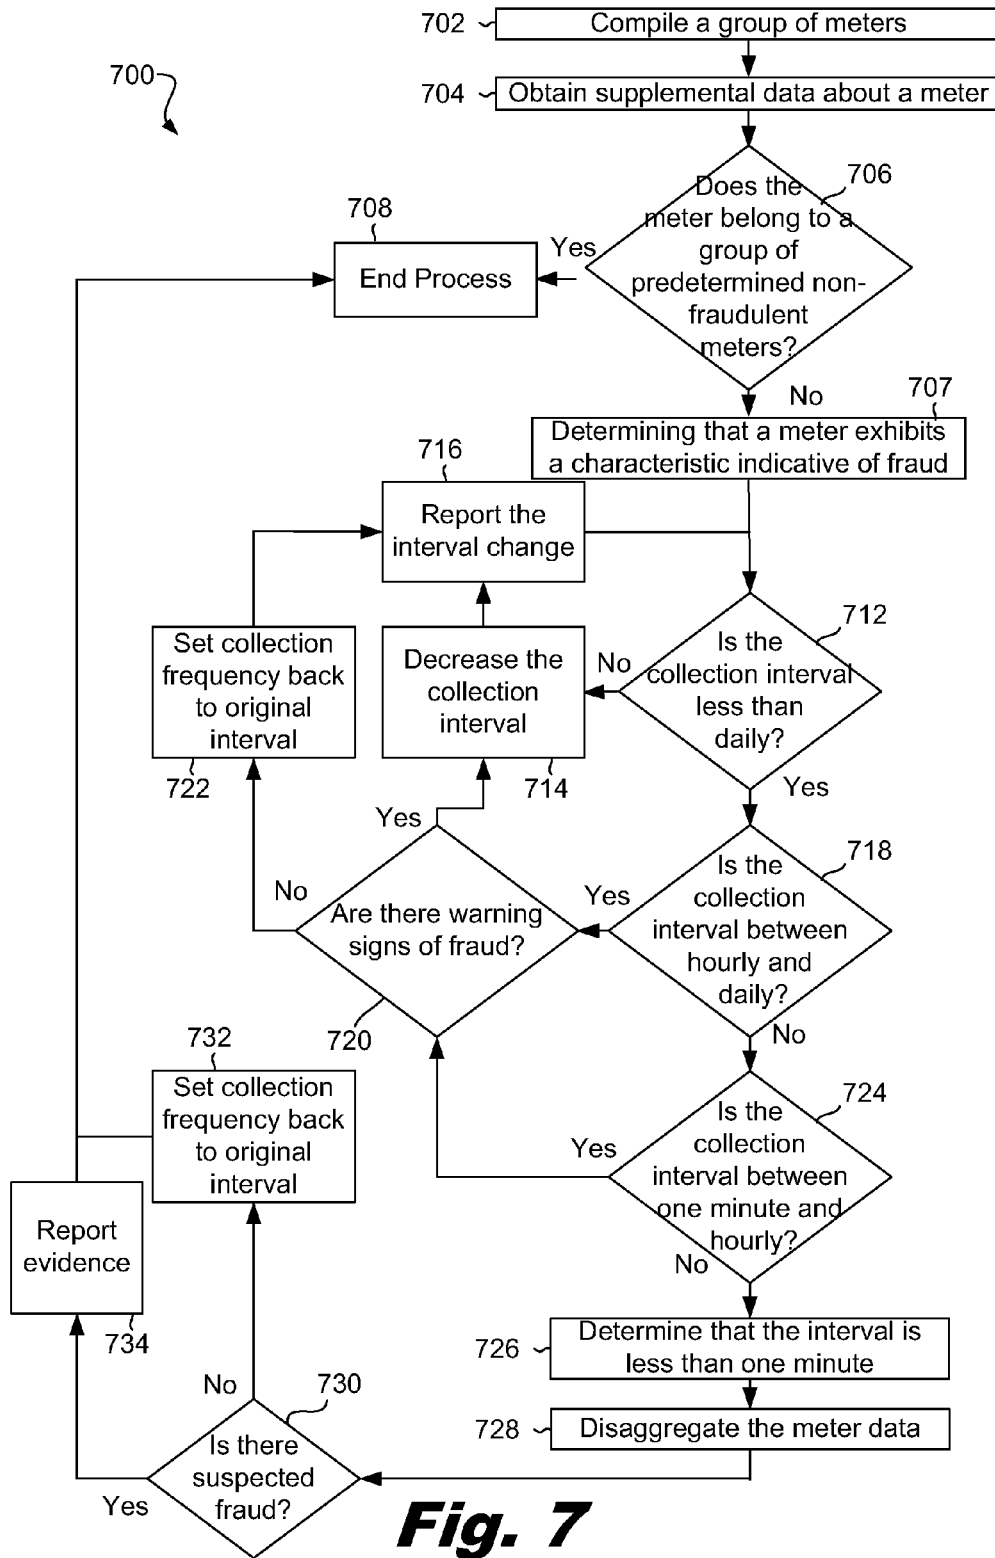 702
Compile a group of meters
700
704
Obtain supplemental data about a meter
706
Does the
meter belong to a
group of
predetermined non-
fraudulent
meters?
708
Yes
End Process
No
707
Determining that a meter exhibits
a characteristic indicative of fraud
716
Report the
interval change
712
Is the
collection interval
less than
daily?
No
Set collection
frequency back
to original
interval
722
Decrease the
collection
interval
714
Yes
Yes
718
Is the
collection
interval between
hourly and
daily?
No
Yes
Are there warning
signs of fraud?
720
No
732
Set collection
frequency back
to original
interval
724
Is the
collection
interval between
one minute and
hourly?
Yes
No
Report
evidence
734
726
Determine that the interval is
less than one minute
No
730
728
Disaggregate the meter data
Is there
suspected
fraud?
Yes
Fig. 7